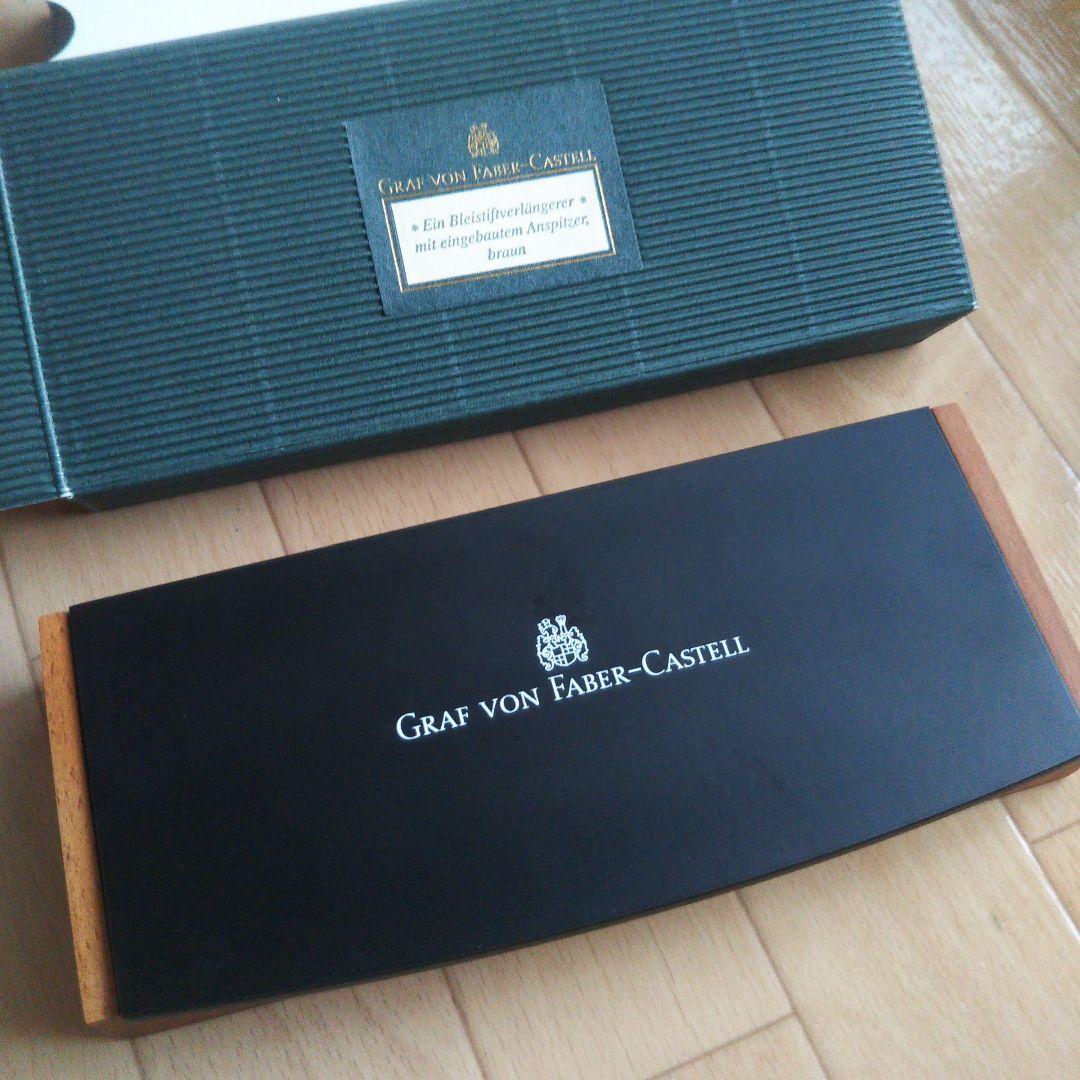 GRAF VON FABER-CASTELL
* Ein Bleistiftverlängerer *
mit eingebautem Anspitzer,
braun
GRAF VON FABER-CASTELL